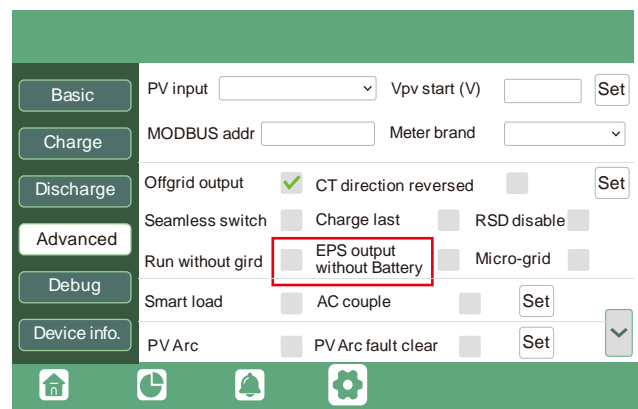 Basic
Charge
Discharge
Advanced
Debug
Device info.
PV input
Vpv start (V)
Set
MODBUS addr
Meter brand
Offgrid output
CT direction reversed
Set
Seamless switch
Charge last
RSD disable
Run without gird
EPS output
without Battery
Micro-grid
Smart load
AC couple
Set
PV Arc
PV Arc fault clear
Set